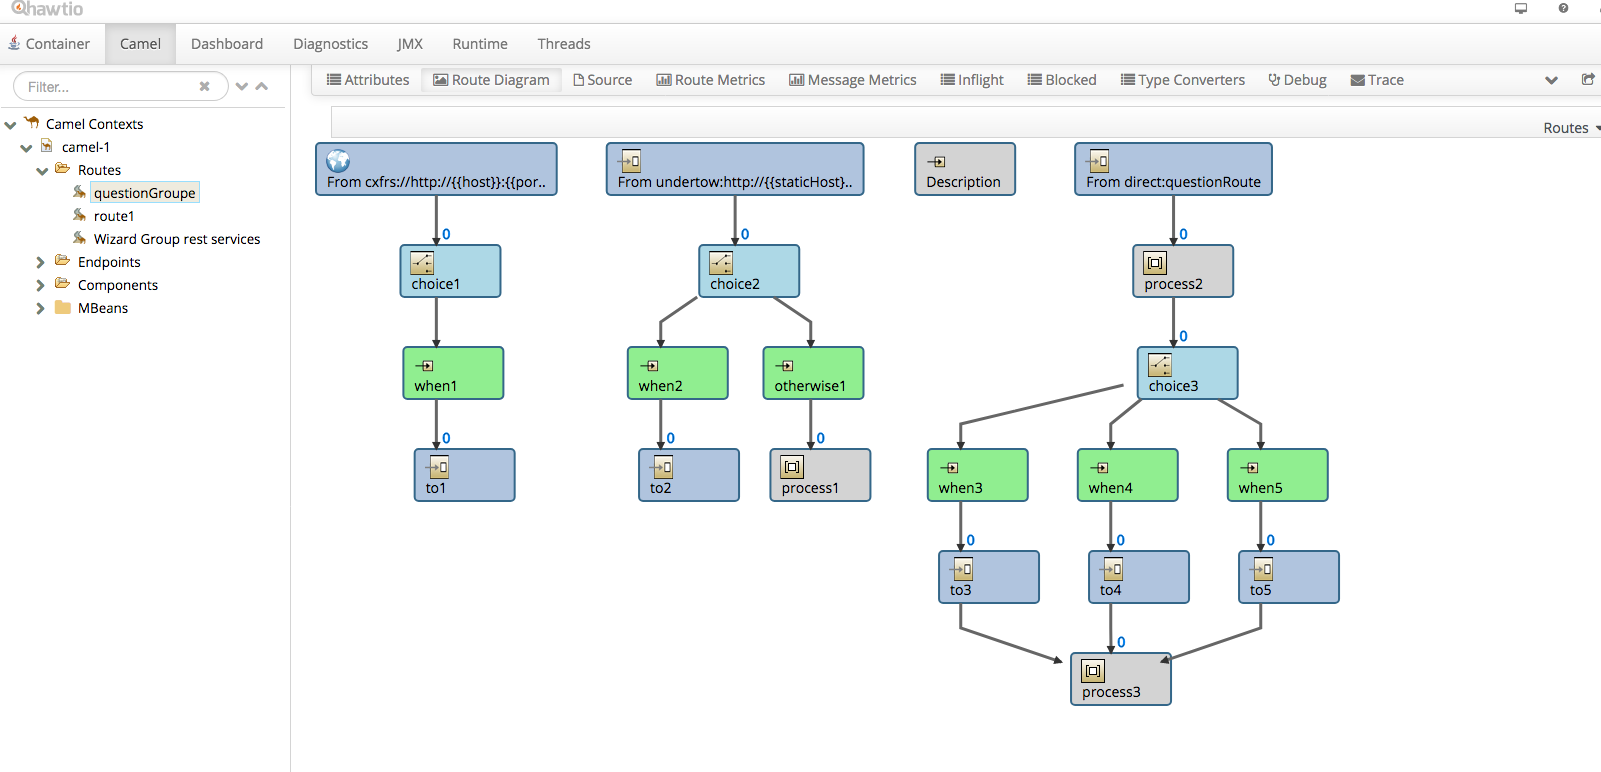 hawtio
Container Camel Dashboard Diagnostics JMX Runtime Threads
Filter...
Attributes Route Diagram Source Route Metrics Message Metrics Inflight Blocked Type Converters Debug Trace
Routes
Camel Contexts
camel-1
Routes
questionGroupe
route1
Wizard Group rest services
Endpoints
Components
MBeans
From cxfrs://http://{{host}}:{{por..
From undertow:http://{{staticHost}..
Description
From direct:questionRoute
0
0
0
choice1
choice2
process2
0
when1
when2
otherwise1
choice3
0
0
0
to1
to2
process1
when3
when4
when5
0
0
0
to3
to4
to5
0
process3